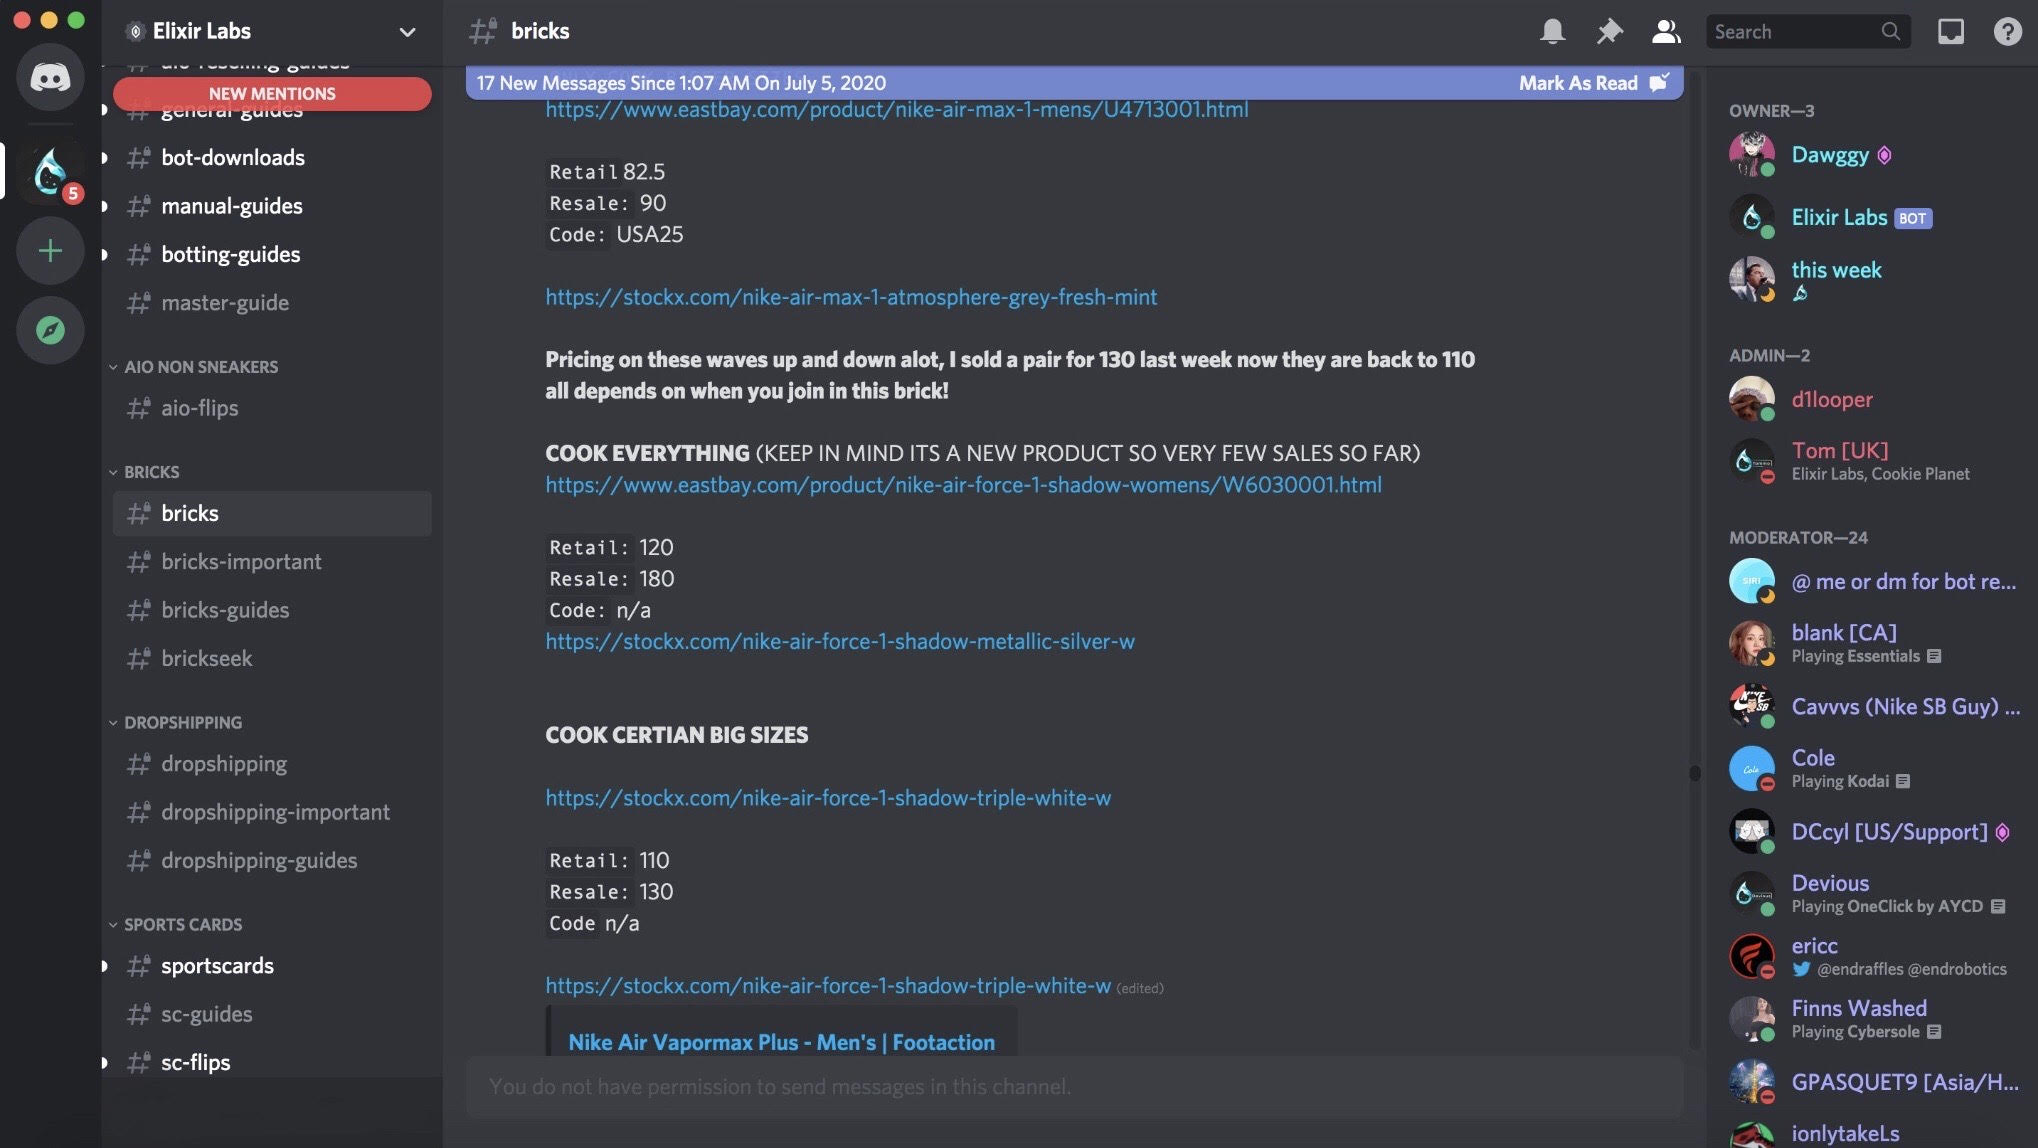 Elixir Labs
aio-reselling-guides
NEW MENTIONS
general-guides
bot-downloads
5
manual-guides
botting-guides
master-guide
AIO NON SNEAKERS
aio-flips
BRICKS
bricks
bricks-important
bricks-guides
brickseek
DROPSHIPPING
dropshipping
dropshipping-important
dropshipping-guides
SPORTS CARDS
sportscards
sc-guides
sc-flips
bricks
Search
17 New Messages Since 1:07 AM On July 5, 2020
Mark As Read
https://www.eastbay.com/product/nike-air-max-1-mens/U4713001.html
Retail 82.5
Resale: 90
Code: USA25
https://stockx.com/nike-air-max-1-atmosphere-grey-fresh-mint
Pricing on these waves up and down alot, I sold a pair for 130 last week now they are back to 110
all depends on when you join in this brick!
COOK EVERYTHING (KEEP IN MIND ITS A NEW PRODUCT SO VERY FEW SALES SO FAR)
https://www.eastbay.com/product/nike-air-force-1-shadow-womens/W6030001.html
Retail: 120
Resale: 180
Code: n/a
https://stockx.com/nike-air-force-1-shadow-metallic-silver-w
COOK CERTIAN BIG SIZES
https://stockx.com/nike-air-force-1-shadow-triple-white-w
Retail: 110
Resale: 130
Code n/a
https://stockx.com/nike-air-force-1-shadow-triple-white-w (edited)
Nike Air Vapormax Plus - Men's | Footaction
You do not have permission to send messages in this channel.
OWNER—3
Dawggy
Elixir Labs BOT
this week
ADMIN—2
d1looper
Tom [UK]
Elixir Labs, Cookie Planet
MODERATOR—24
SIRI
@ me or dm for bot re...
blank [CA]
Playing Essentials
Cavvvs (Nike SB Guy) ...
Cole
Cole
Playing Kodai
DCcyl [US/Support]
Devious
Playing OneClick by AYCD
ericc
@endraffles @endrobotics
Finns Washed
Playing Cybersole
GPASQUET9 [Asia/H...
ionlytakeLs